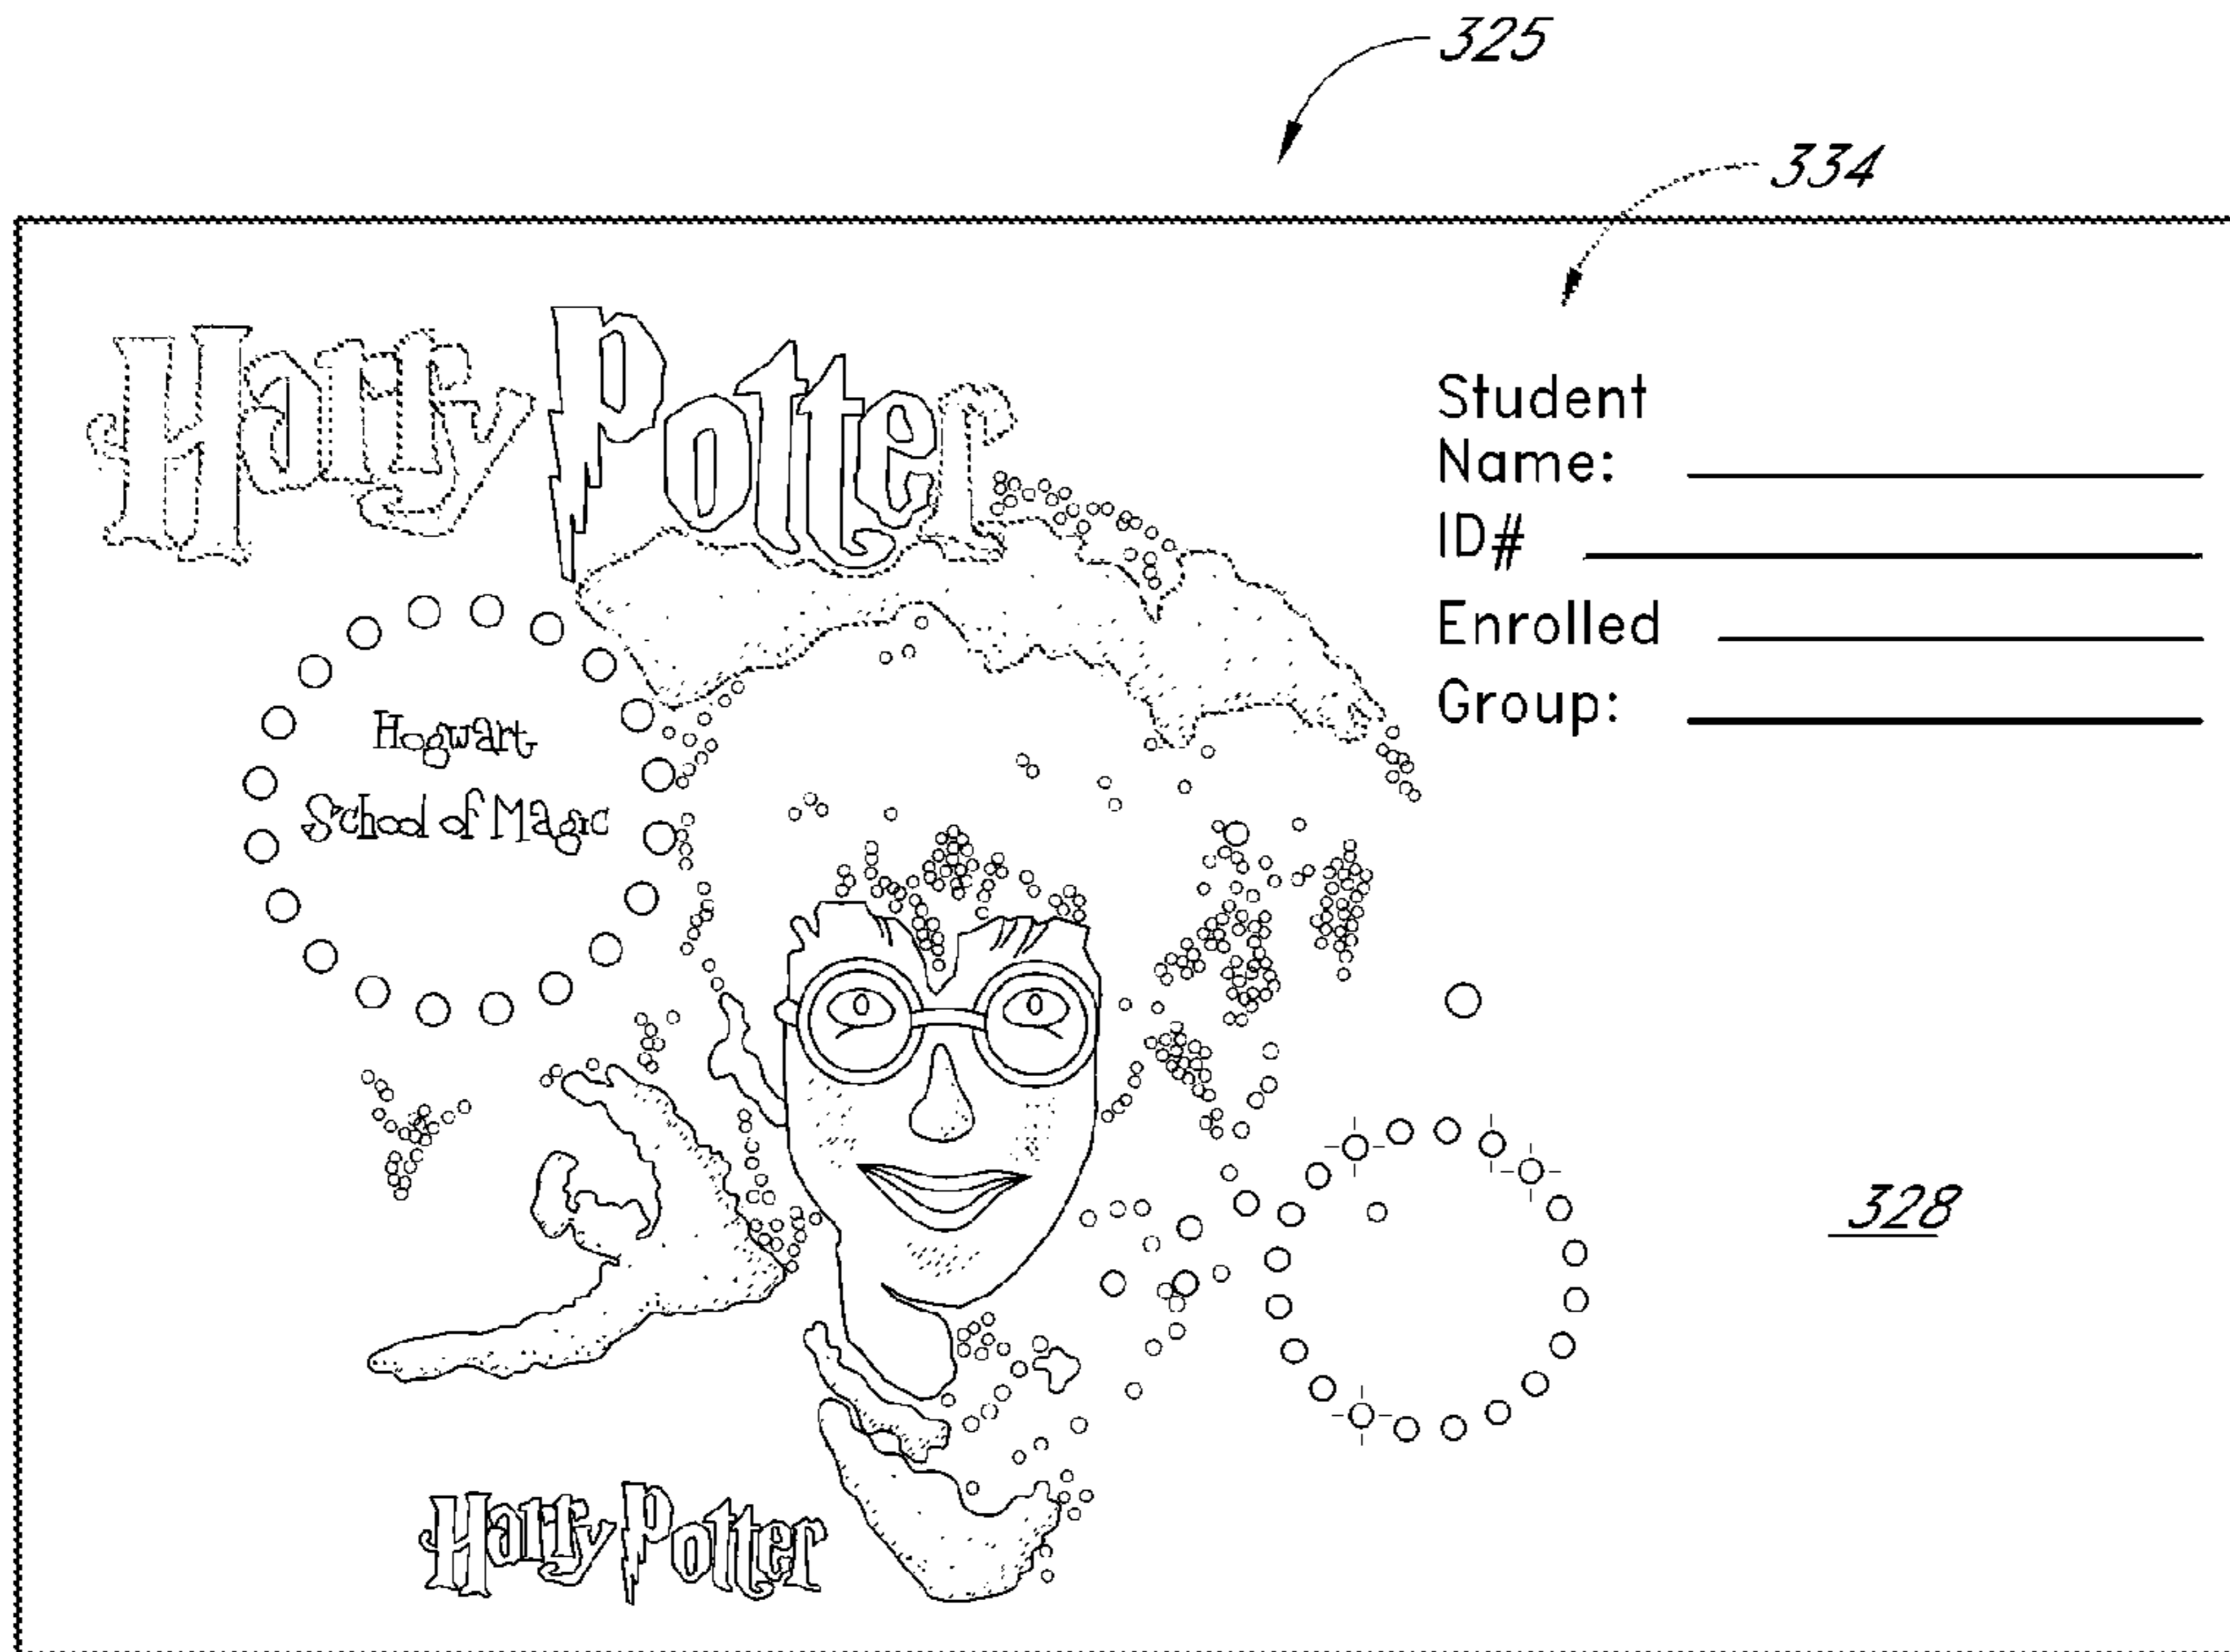 325
334
Harry Potter
Student
Name:
ID#
Enrolled
Group:
Hogwart
School of Magic
328
Harry Potter